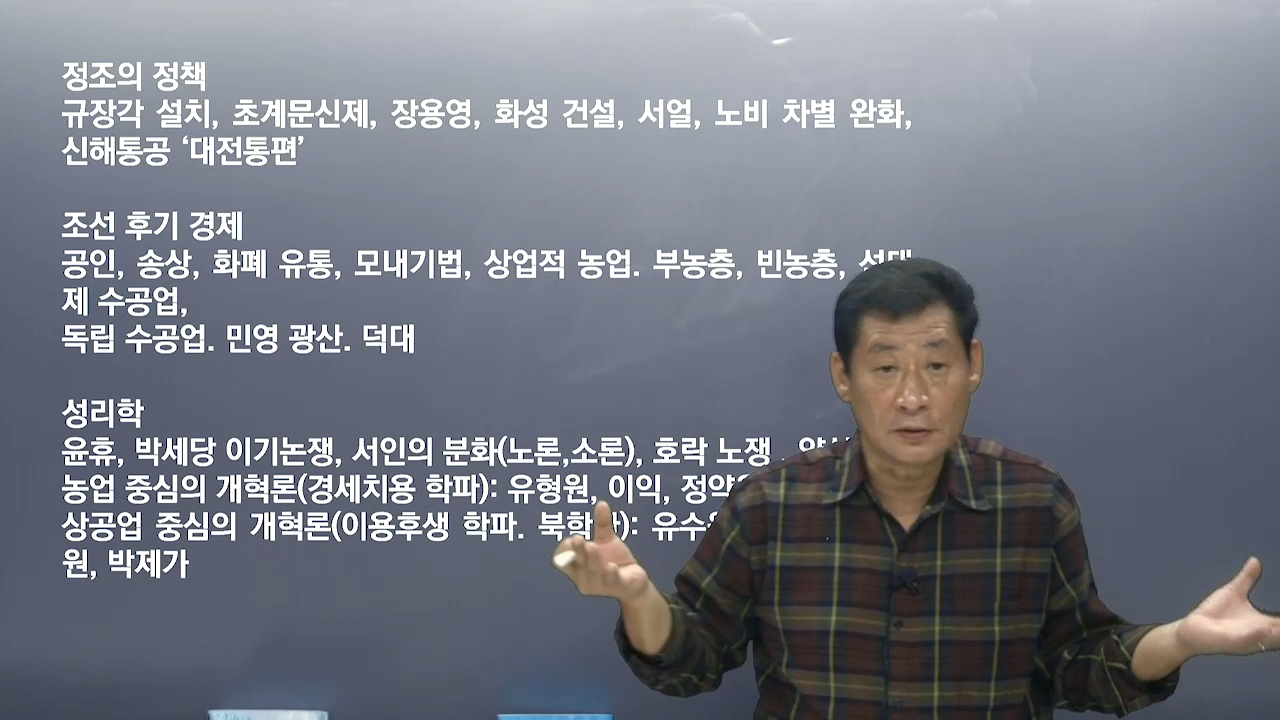 정조의 정책
규장각 설치, 초계문신제, 장용영, 화성 건설, 서얼, 노비 차별 완화,
신해통공 ‘대전통편’
조선 후기 경제
공인, 송상, 화폐 유통, 모내기법, 상업적 농업. 부농층, 빈농층,
제 수공업,
독립 수공업. 민영 광산. 덕대
성리학
윤휴, 박세당 이기논쟁, 서인의 분화(노론,소론), 호락 노쟁
농업 중심의 개혁론(경세치용 학파): 유형원, 이익,
상공업 중심의 개혁론(이용후생 학파.
원, 박제가